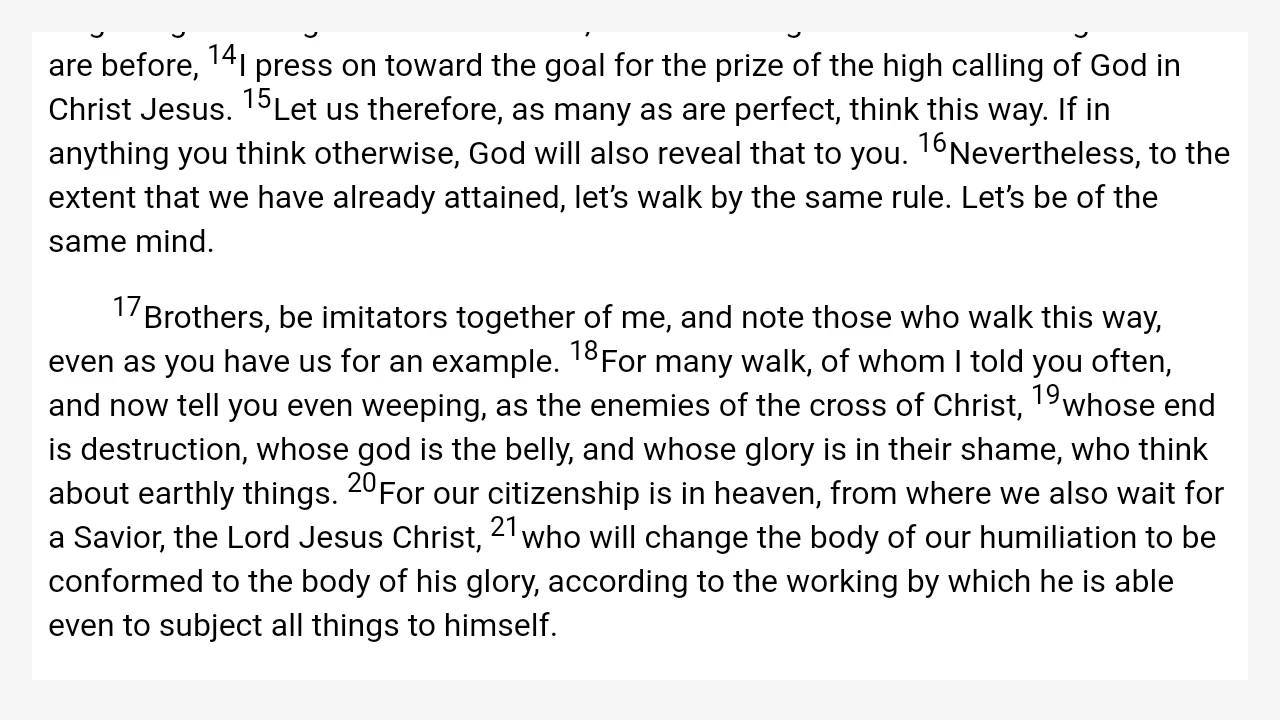 are before, 14I press on toward the goal for the prize of the high calling of God in
Christ Jesus. 15Let us therefore, as many as are perfect, think this way. If in
anything you think otherwise, God will also reveal that to you. 16Nevertheless, to the
extent that we have already attained, let’s walk by the same rule. Let’s be of the
same mind.
17Brothers, be imitators together of me, and note those who walk this way,
even as you have us for an example. 18For many walk, of whom I told you often,
and now tell you even weeping, as the enemies of the cross of Christ, 19whose end
is destruction, whose god is the belly, and whose glory is in their shame, who think
about earthly things. 20For our citizenship is in heaven, from where we also wait for
a Savior, the Lord Jesus Christ, 21who will change the body of our humiliation to be
conformed to the body of his glory, according to the working by which he is able
even to subject all things to himself.